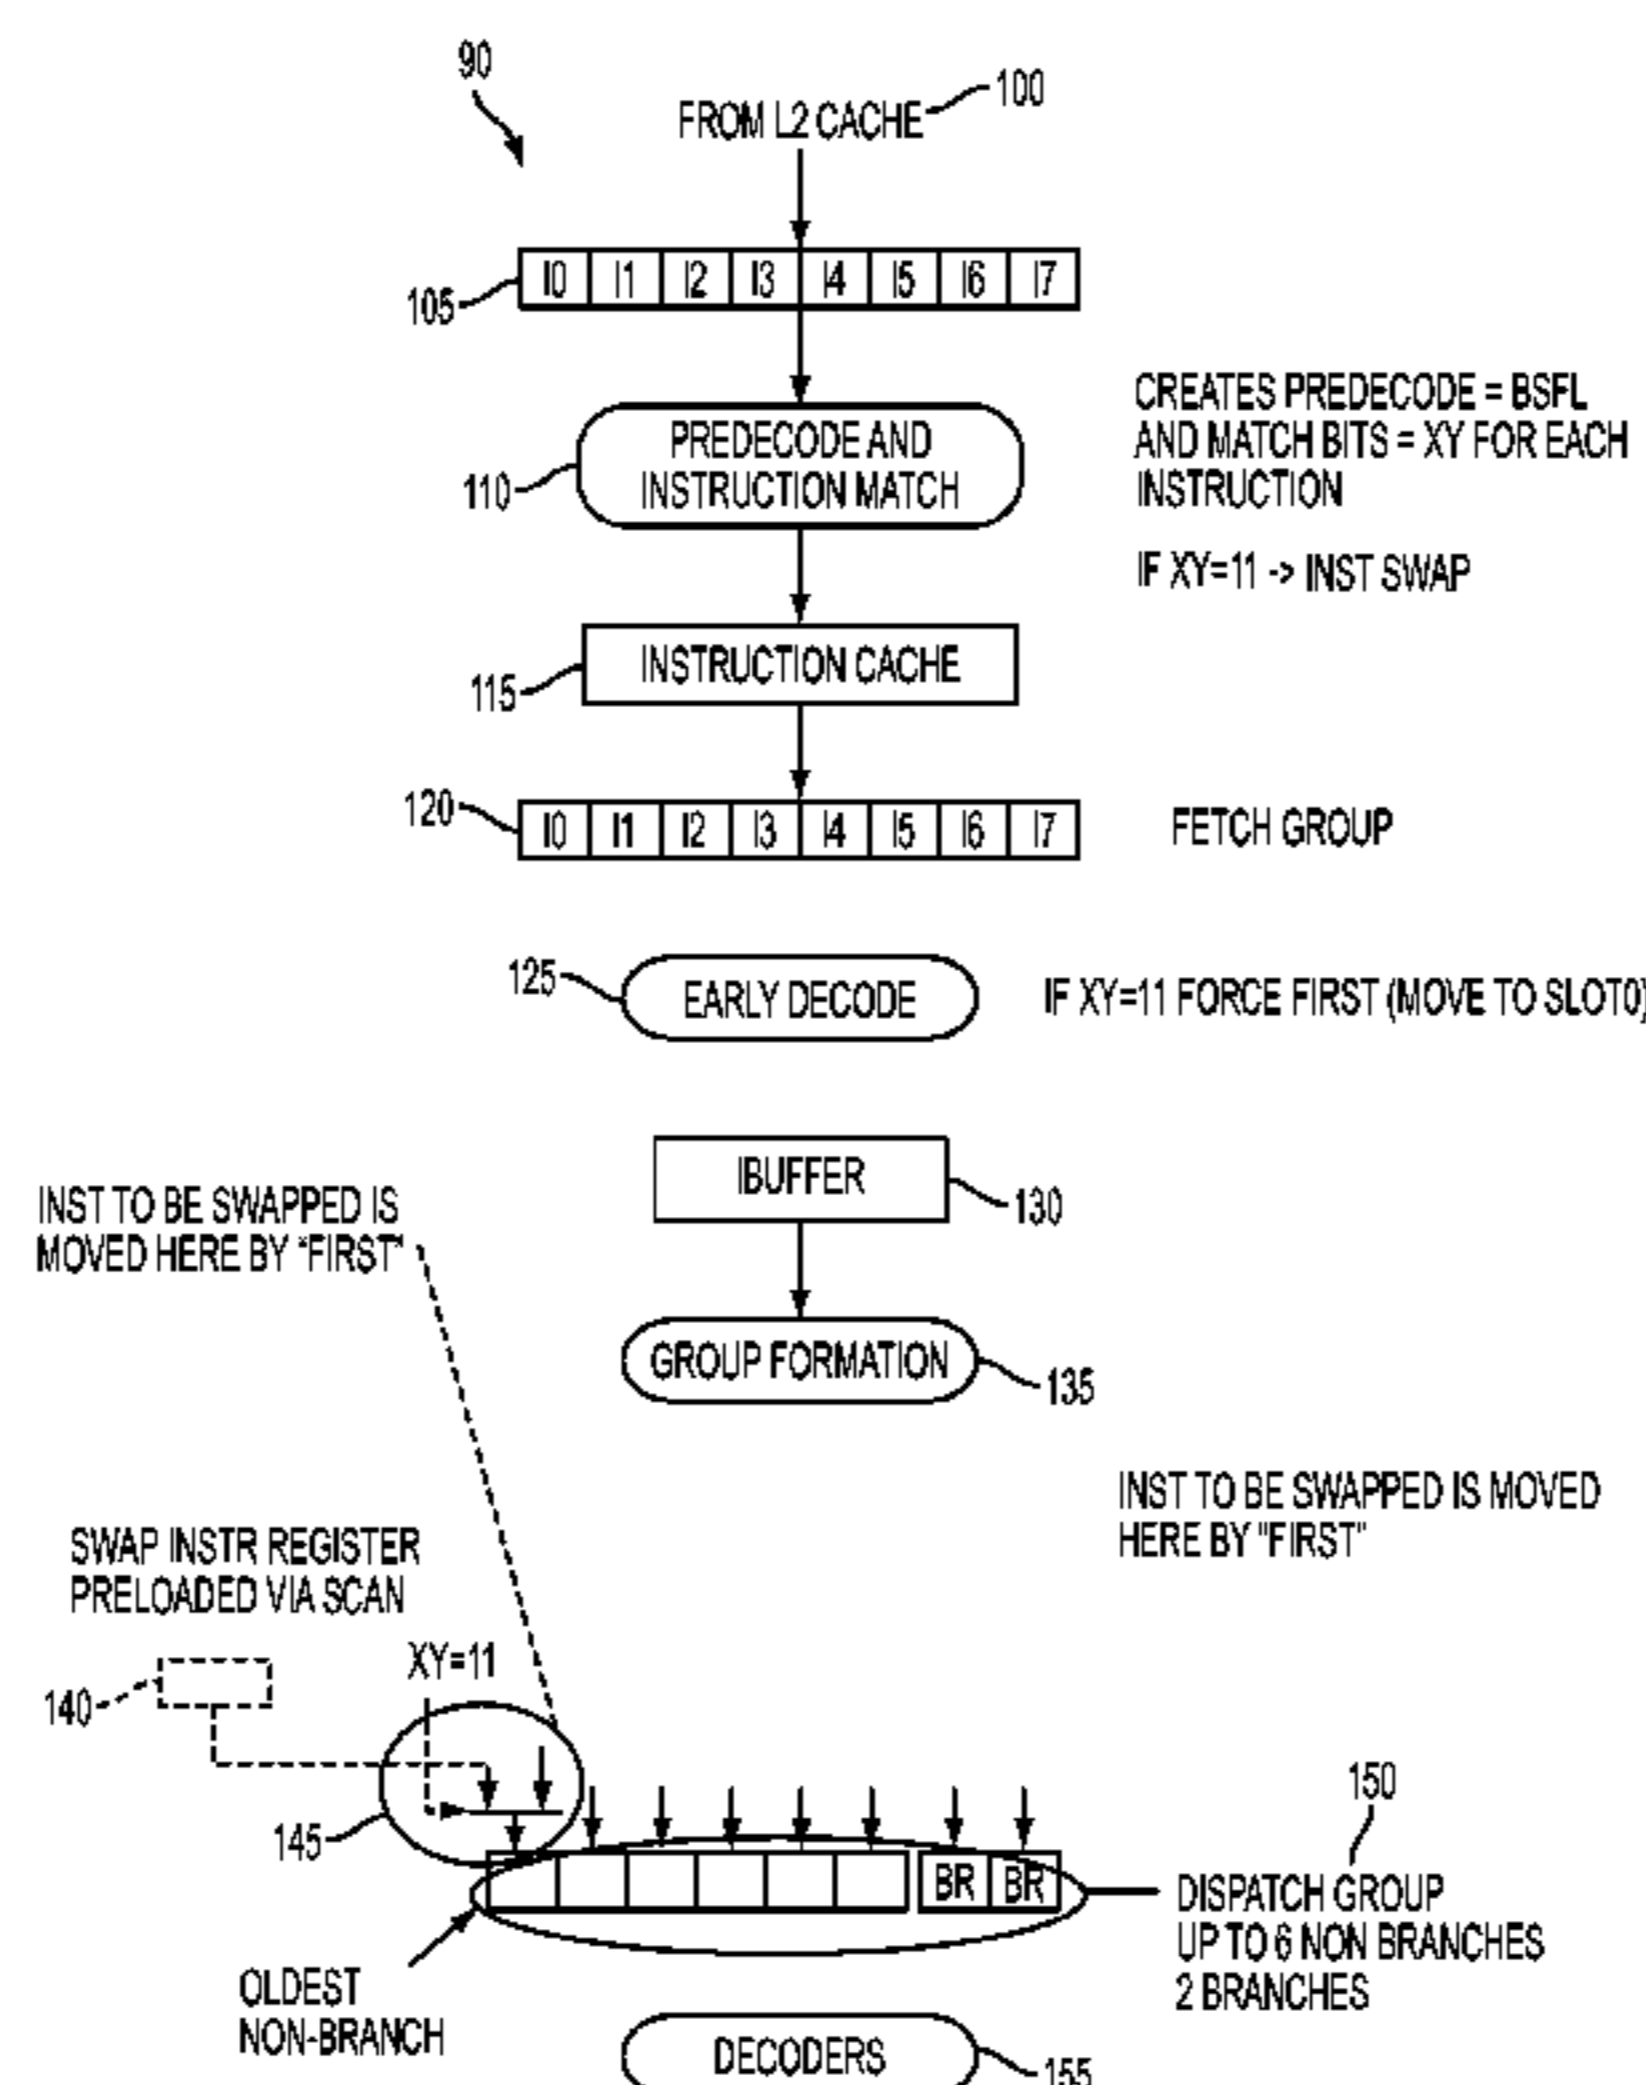 90
FROM L2 CACHE
100
I0 I1 I2 I3 I4 I5 I6 I7
105
PREDECODE AND
INSTRUCTION MATCH
110
CREATES PREDECODE = BSFL
AND MATCH BITS = XY FOR EACH
INSTRUCTION
IF XY=11 -> INST SWAP
INSTRUCTION CACHE
115
120
I0 I1 I2 I3 I4 I5 I6 I7
FETCH GROUP
125
EARLY DECODE
IF XY=11 FORCE FIRST (MOVE TO SLOT0)
IBUFFER
130
INST TO BE SWAPPED IS
MOVED HERE BY "FIRST"
GROUP FORMATION
135
INST TO BE SWAPPED IS MOVED
HERE BY "FIRST"
SWAP INSTR REGISTER
PRELOADED VIA SCAN
XY=11
140
145
BR BR
150
DISPATCH GROUP
UP TO 6 NON BRANCHES
2 BRANCHES
OLDEST
NON-BRANCH
DECODERS
155